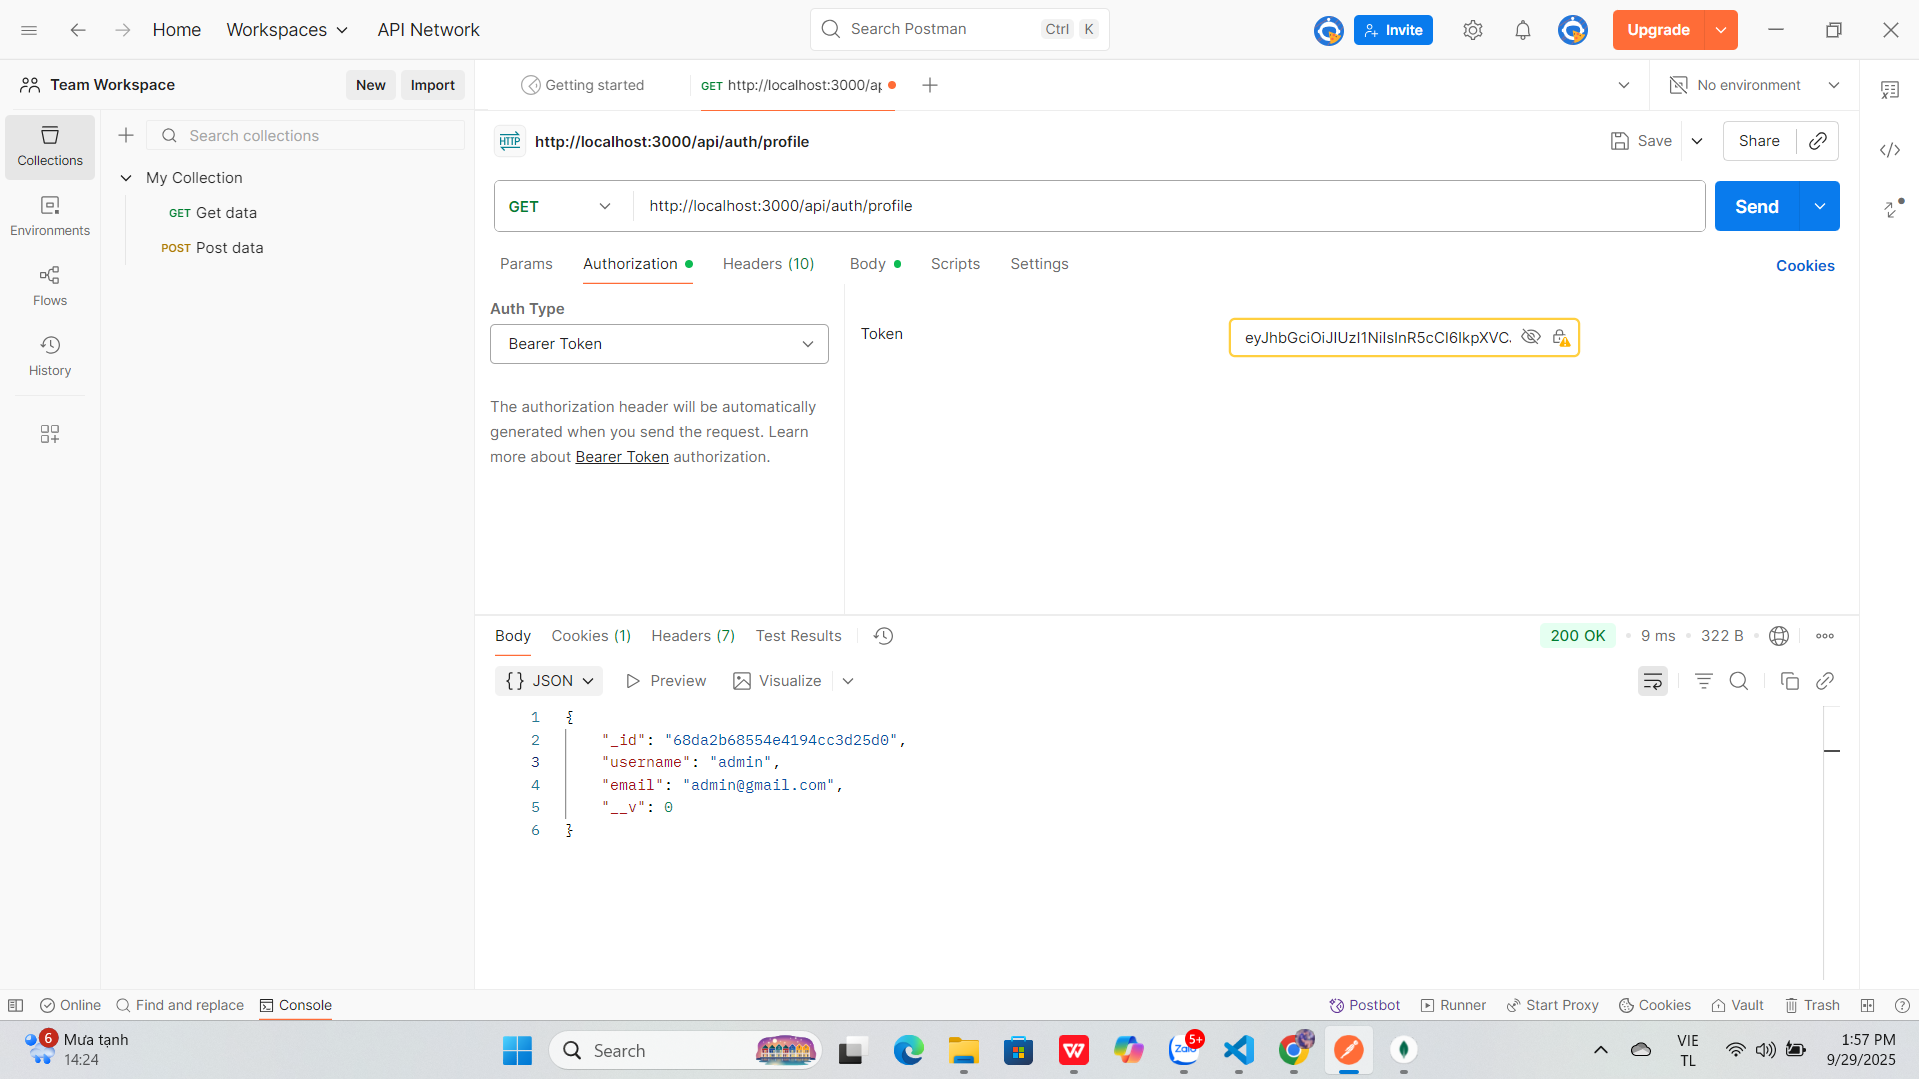 Home
Workspaces
API Network
Search Postman
Ctrl K
Invite
Upgrade
Team Workspace
New
Import
Getting started
GET http://localhost:3000/ap
No environment
Collections
Environments
Flows
History
Search collections
My Collection
GET Get data
POST Post data
HTTP
http://localhost:3000/api/auth/profile
Save
Share
GET
http://localhost:3000/api/auth/profile
Send
Params
Authorization
Headers (10)
Body
Scripts
Settings
Cookies
Auth Type
Bearer Token
The authorization header will be automatically
generated when you send the request. Learn
more about Bearer Token authorization.
Token
eyJhbGciOiJIUzI1NiIsInR5cCI6IkpXVCJ
Body
Cookies (1)
Headers (7)
Test Results
200 OK
9 ms
322 B
{} JSON
Preview
Visualize
1 {
2 "_id": "68da2b68554e4194cc3d25d0",
3 "username": "admin",
4 "email": "admin@gmail.com",
5 "__v": 0
6 }
Online
Find and replace
Console
Postbot
Runner
Start Proxy
Cookies
Vault
Trash
6
Mưa tạnh
14:24
Search
Zalo
5+
VIE
TL
1:57 PM
9/29/2025